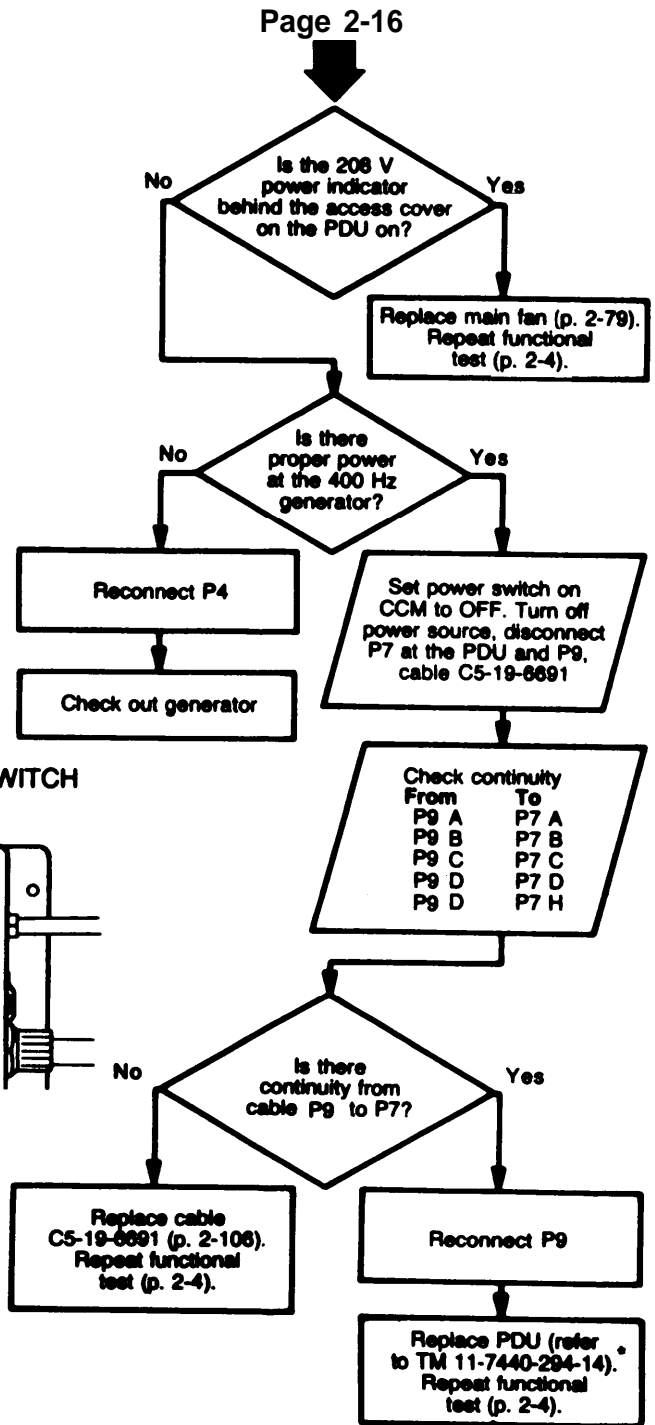 Page 2-16
Is the 208 V
power indicator
behind the access cover
on the PDU on?
No
Yes
Replace main fan (p. 2-79).
Repeat functional
test (p. 2-4).
Is there
proper power
at the 400 Hz
generator?
No
Yes
Reconnect P4
Check out generator
Set power switch on
CCM to OFF. Turn off
power source, disconnect
P7 at the PDU and P9,
cable C5-19-6691
WITCH
Check continuity
From To
P9 A P7 A
P9 B P7 B
P9 C P7 C
P9 D P7 D
P9 D P7 H
Is there
continuity from
cable P9 to P7?
No
Yes
Replace cable
C5-19-6691 (p. 2-106).
Repeat functional
test (p. 2-4).
Reconnect P9
Replace PDU (refer
to TM 11-7440-294-14).*
Repeat functional
test (p. 2-4).